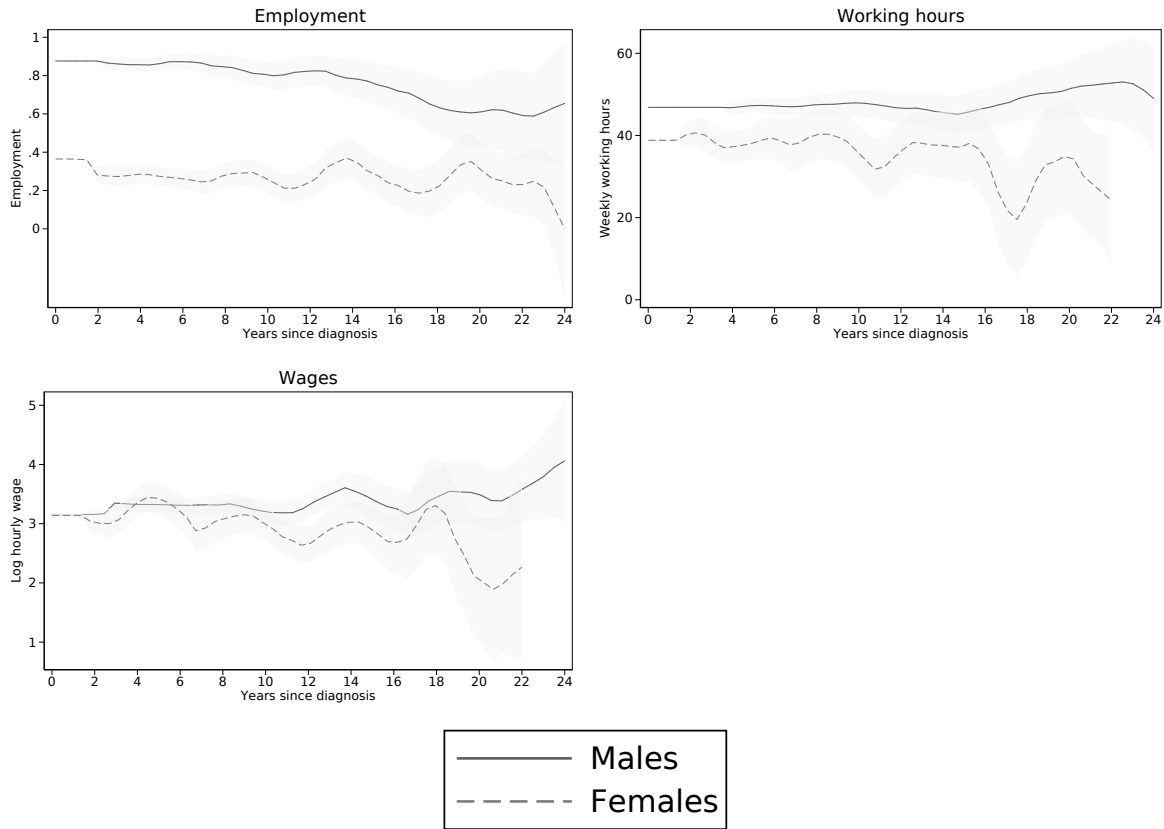 Employment
1
.8
.6
.4
.2
0
Employment
0 2 4 6 8 10 12 14 16 18 20 22 24
Years since diagnosis
Working hours
60
40
20
0
Weekly working hours
0 2 4 6 8 10 12 14 16 18 20 22 24
Years since diagnosis
Wages
5
4
3
2
1
Log hourly wage
0 2 4 6 8 10 12 14 16 18 20 22 24
Years since diagnosis
Males
Females